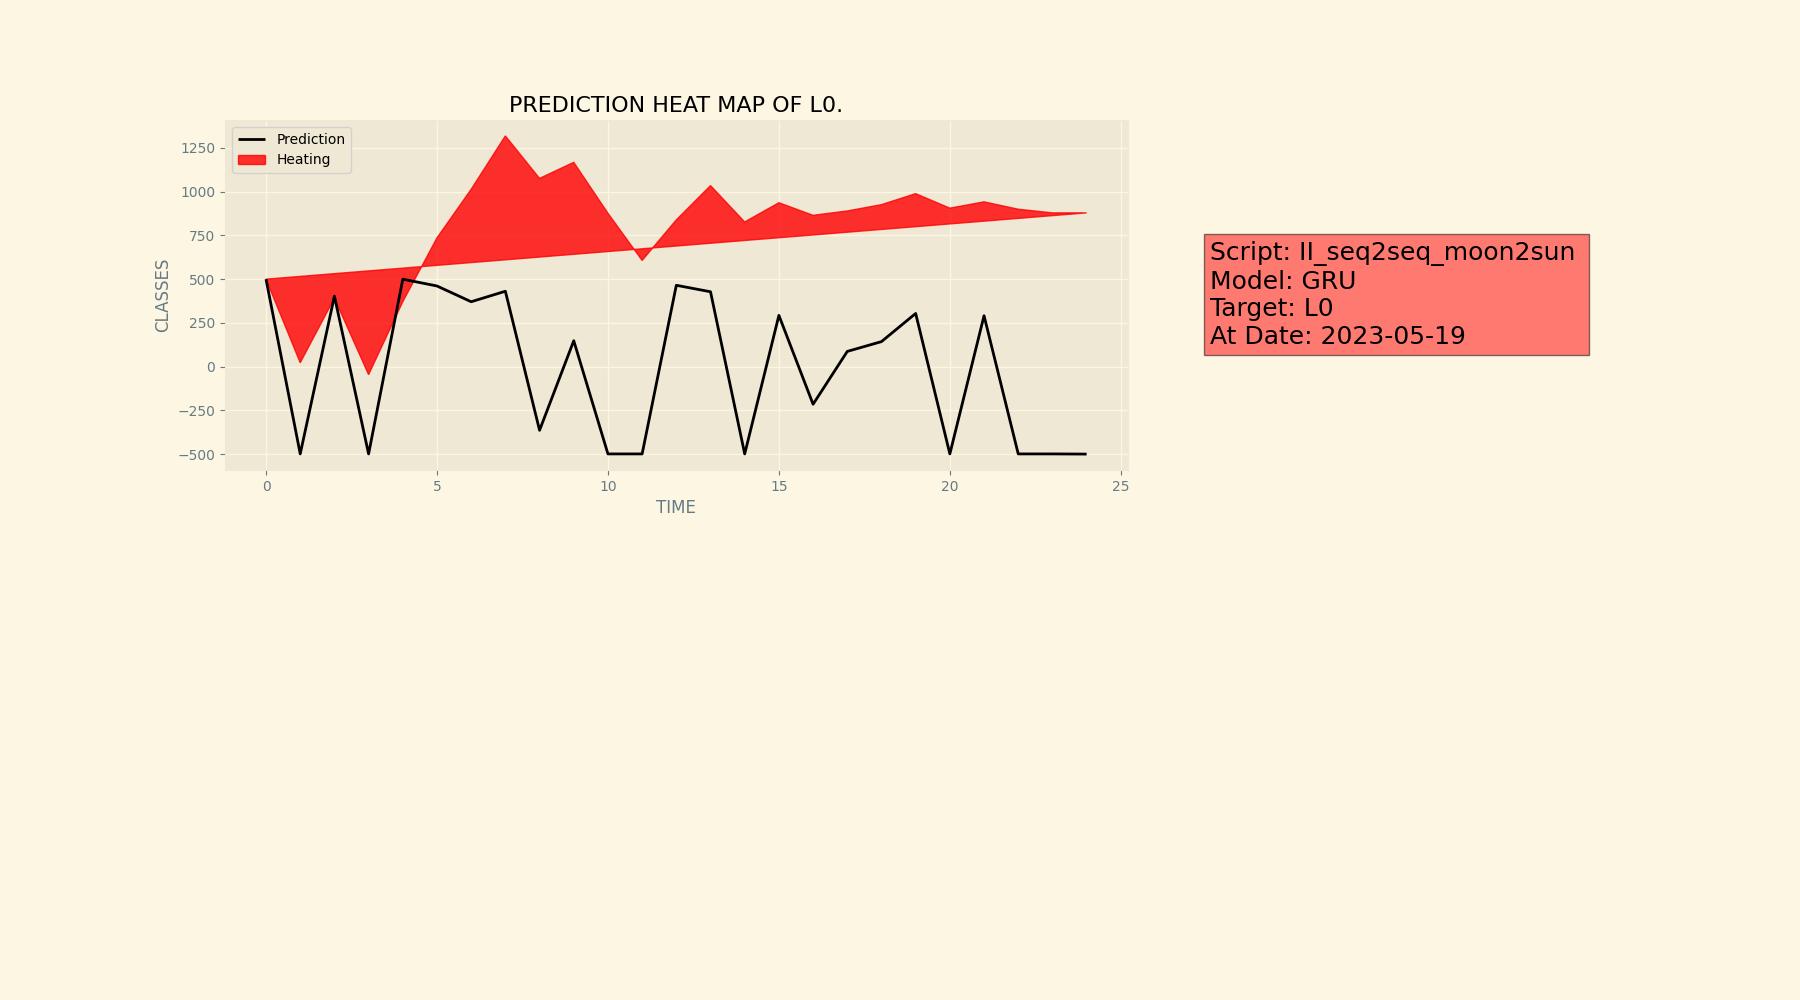 PREDICTION HEAT MAP OF L0.
Prediction
Heating
1250
1000
750
500
250
0
−250
−500
CLASSES
0 5 10 15 20 25
TIME
Script: II_seq2seq_moon2sun
Model: GRU
Target: L0
At Date: 2023-05-19